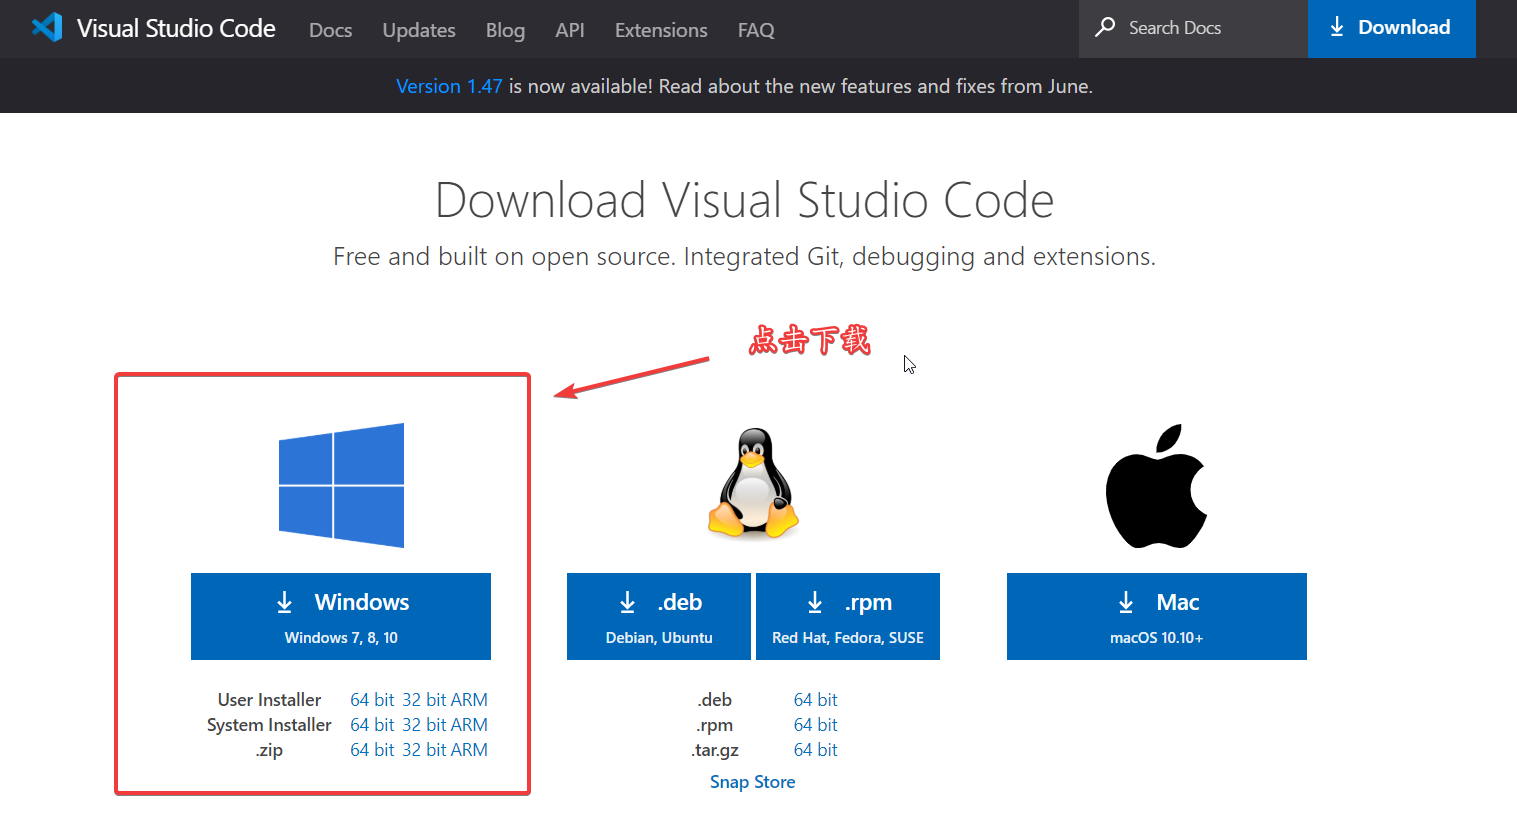 Visual Studio Code Docs Updates Blog API Extensions FAQ Search Docs Download
Version 1.47 is now available! Read about the new features and fixes from June.
Download Visual Studio Code
Free and built on open source. Integrated Git, debugging and extensions.
点击下载
Windows
Windows 7, 8, 10
User Installer 64 bit 32 bit ARM
System Installer 64 bit 32 bit ARM
.zip 64 bit 32 bit ARM
.deb
Debian, Ubuntu
.rpm
Red Hat, Fedora, SUSE
.deb 64 bit
.rpm 64 bit
.tar.gz 64 bit
Snap Store
Mac
macOS 10.10+